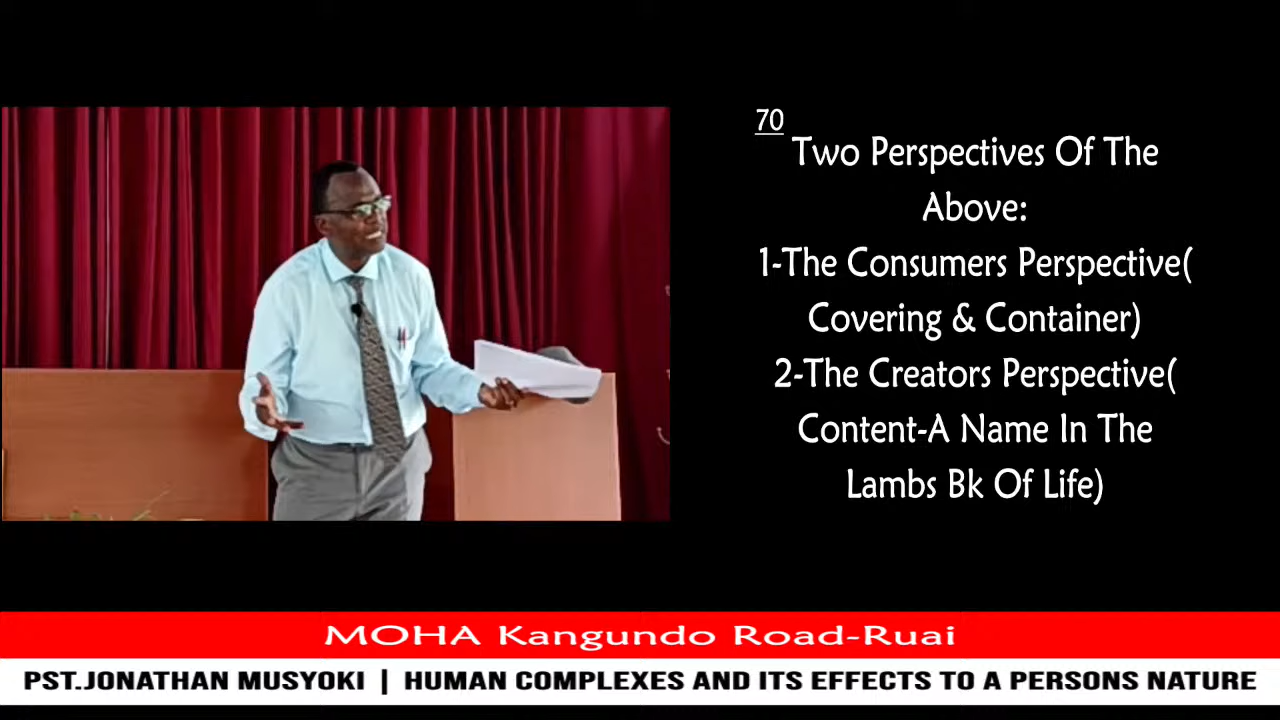 70
Two Perspectives Of The
Above:
1-The Consumers Perspective(
Covering & Container)
2-The Creators Perspective(
Content-A Name In The
Lambs Bk Of Life)
MOHA Kangundo Road-Ruai
PST.JONATHAN MUSYOKI | HUMAN COMPLEXES AND ITS EFFECTS TO A PERSONS NATURE